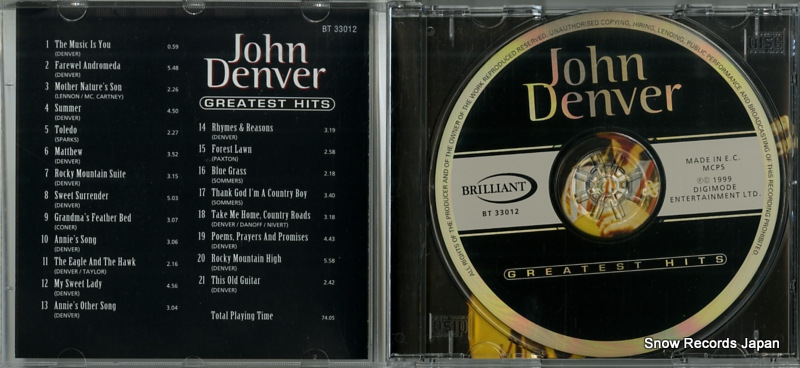 BT 33012
John
Denver
GREATEST HITS
1 The Music Is You 0.59
(DENVER)
2 Farewel Andromeda 5.48
(DENVER)
3 Mother Nature's Son 2.26
(LENNON / MC. CARTNEY)
4 Summer 4.50
(DENVER)
5 Toledo 2.27
(SPARKS)
6 Matthew 3.52
(DENVER)
7 Rocky Mountain Suite 3.15
(DENVER)
8 Sweet Surrender 5.03
(DENVER)
9 Grandma's Feather Bed 3.07
(CONER)
10 Annie's Song 3.06
(DENVER)
11 The Eagle And The Hawk 2.16
(DENVER / TAYLOR)
12 My Sweet Lady 4.56
(DENVER)
13 Annie's Other Song 3.04
(DENVER)
14 Rhymes & Reasons 3.19
(DENVER)
15 Forest Lawn 2.58
(PAXTON)
16 Blue Grass 2.18
(SOMMERS)
17 Thank God I'm A Country Boy 3.40
(SOMMERS)
18 Take Me Home, Country Roads 3.18
(DENVER / DANOFF / NIVERT)
19 Poems, Prayers And Promises 4.43
(DENVER)
20 Rocky Mountain High 5.58
(DENVER)
21 This Old Guitar 2.42
(DENVER)
Total Playing Time 74.05
ALL RIGHTS OF THE PRODUCER AND OF THE OWNER OF THE WORK REPRODUCED RESERVED. UNAUTHORISED COPYING, HIRING, LENDING, PUBLIC PERFORMANCE AND BROADCASTING OF THIS RECORDING PROHIBITED
John
Denver
BRILLIANT
BT 33012
MADE IN E.C.
MCPS
℗© 1999
DIGIMODE
ENTERTAINMENT LTD.
GREATEST HITS
Snow Records Japan